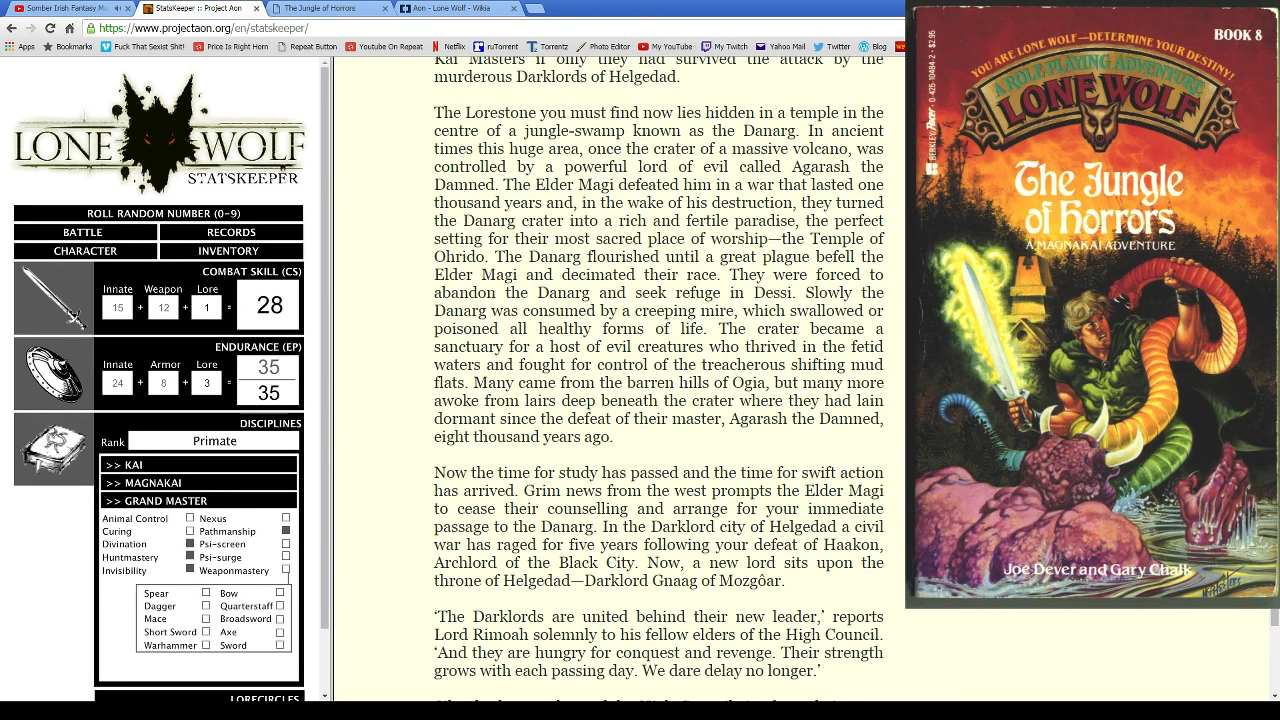 Somber Irish Fantasy Mu
StatsKeeper :: Project Aon
The Jungle of Horrors
Aon - Lone Wolf - Wikia
https://www.projectaon.org/en/statskeeper/
Apps
Bookmarks
Fuck That Sexist Shit!
Price Is Right Horn
Repeat Button
Youtube On Repeat
Netflix
ruTorrent
Torrentz
Photo Editor
My YouTube
My Twitch
Yahoo Mail
Twitter
Blog
LONE WOLF
STATSKEEPER
ROLL RANDOM NUMBER (0-9)
BATTLE RECORDS
CHARACTER INVENTORY
COMBAT SKILL (CS)
Innate Weapon Lore
15 + 12 + 1 = 28
ENDURANCE (EP)
Innate Armor Lore 35
24 + 8 + 3 = 35
DISCIPLINES
Rank Primate
>> KAI
>> MAGNAKAI
>> GRAND MASTER
Animal Control Nexus
Curing Pathmanship
Divination Psi-screen
Huntmastery Psi-surge
Invisibility Weaponmastery
Spear Bow
Dagger Quarterstaff
Mace Broadsword
Short Sword Axe
Warhammer Sword
LORECIRCLES
Kai Masters if only they had survived the attack by the
murderous Darklords of Helgedad.
The Lorestone you must find now lies hidden in a temple in the
centre of a jungle-swamp known as the Danarg. In ancient
times this huge area, once the crater of a massive volcano, was
controlled by a powerful lord of evil called Agarash the
Damned. The Elder Magi defeated him in a war that lasted one
thousand years and, in the wake of his destruction, they turned
the Danarg crater into a rich and fertile paradise, the perfect
setting for their most sacred place of worship—the Temple of
Ohrido. The Danarg flourished until a great plague befell the
Elder Magi and decimated their race. They were forced to
abandon the Danarg and seek refuge in Dessi. Slowly the
Danarg was consumed by a creeping mire, which swallowed or
poisoned all healthy forms of life. The crater became a
sanctuary for a host of evil creatures who thrived in the fetid
waters and fought for control of the treacherous shifting mud
flats. Many came from the barren hills of Ogia, but many more
awoke from lairs deep beneath the crater where they had lain
dormant since the defeat of their master, Agarash the Damned,
eight thousand years ago.
Now the time for study has passed and the time for swift action
has arrived. Grim news from the west prompts the Elder Magi
to cease their counselling and arrange for your immediate
passage to the Danarg. In the Darklord city of Helgedad a civil
war has raged for five years following your defeat of Haakon,
Archlord of the Black City. Now, a new lord sits upon the
throne of Helgedad—Darklord Gnaag of Mozgôar.
‘The Darklords are united behind their new leader,’ reports
Lord Rimoah solemnly to his fellow elders of the High Council.
‘And they are hungry for conquest and revenge. Their strength
grows with each passing day. We dare delay no longer.’
BOOK 8
YOU ARE LONE WOLF—DETERMINE YOUR DESTINY!
A ROLE PLAYING ADVENTURE
LONE WOLF
The Jungle
of Horrors
A MAGNAKAI ADVENTURE
BERKLEY/Pacer • 0-425-10484-2 • $2.95
Joe Dever and Gary Chalk